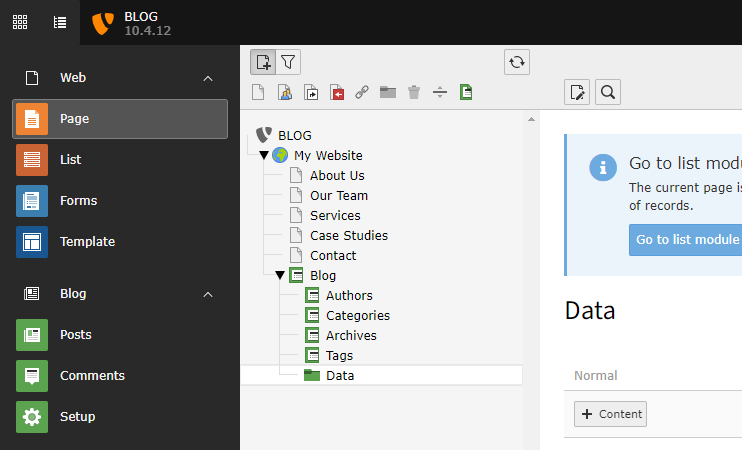 BLOG
10.4.12
Web
Page
List
Forms
Template
Blog
Posts
Comments
Setup
BLOG
My Website
About Us
Our Team
Services
Case Studies
Contact
Blog
Authors
Categories
Archives
Tags
Data
Go to list modu
The current page is
of records.
Go to list module
Data
Normal
Content